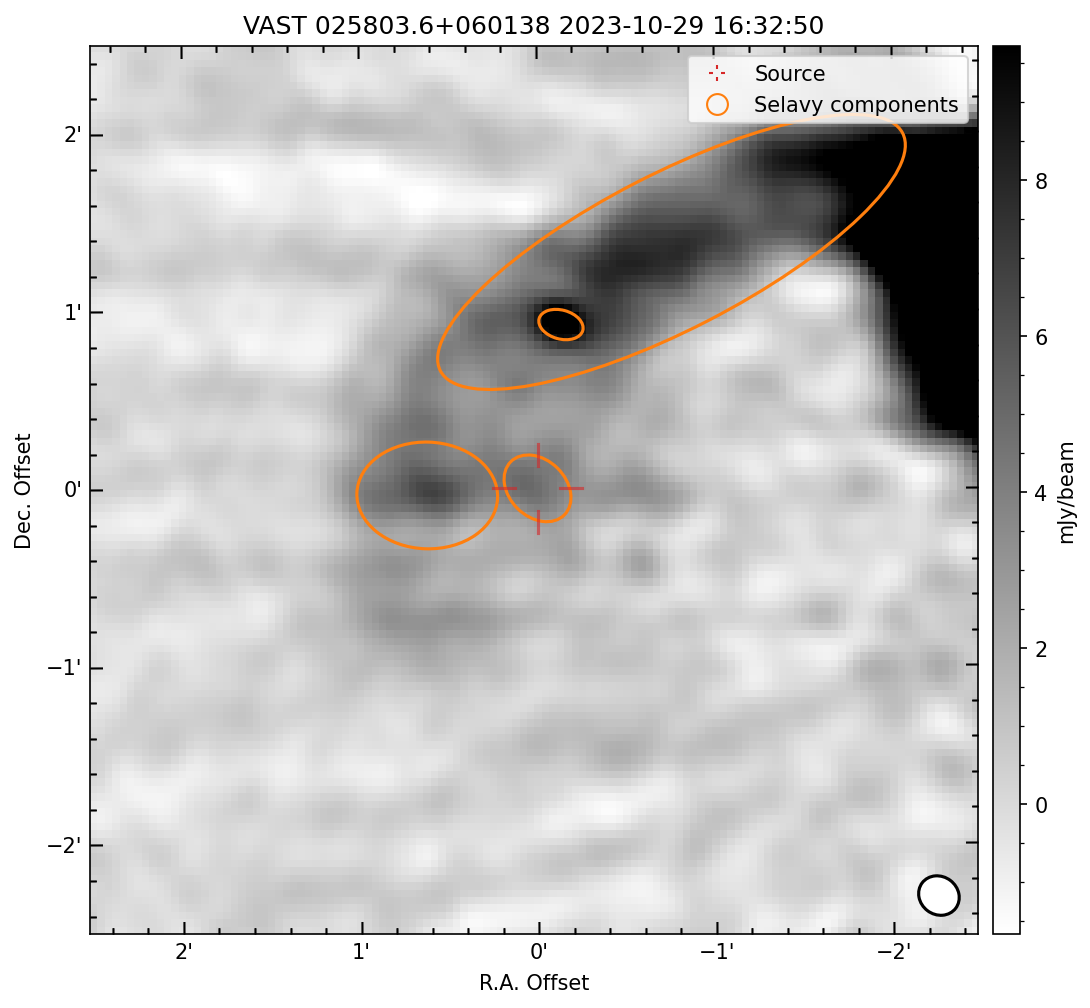 VAST 025803.6+060138 2023-10-29 16:32:50
Source
Selavy components
2'
1'
0'
−1'
−2'
Dec. Offset
2'
1'
0'
−1'
−2'
R.A. Offset
8
6
4
2
0
mJy/beam